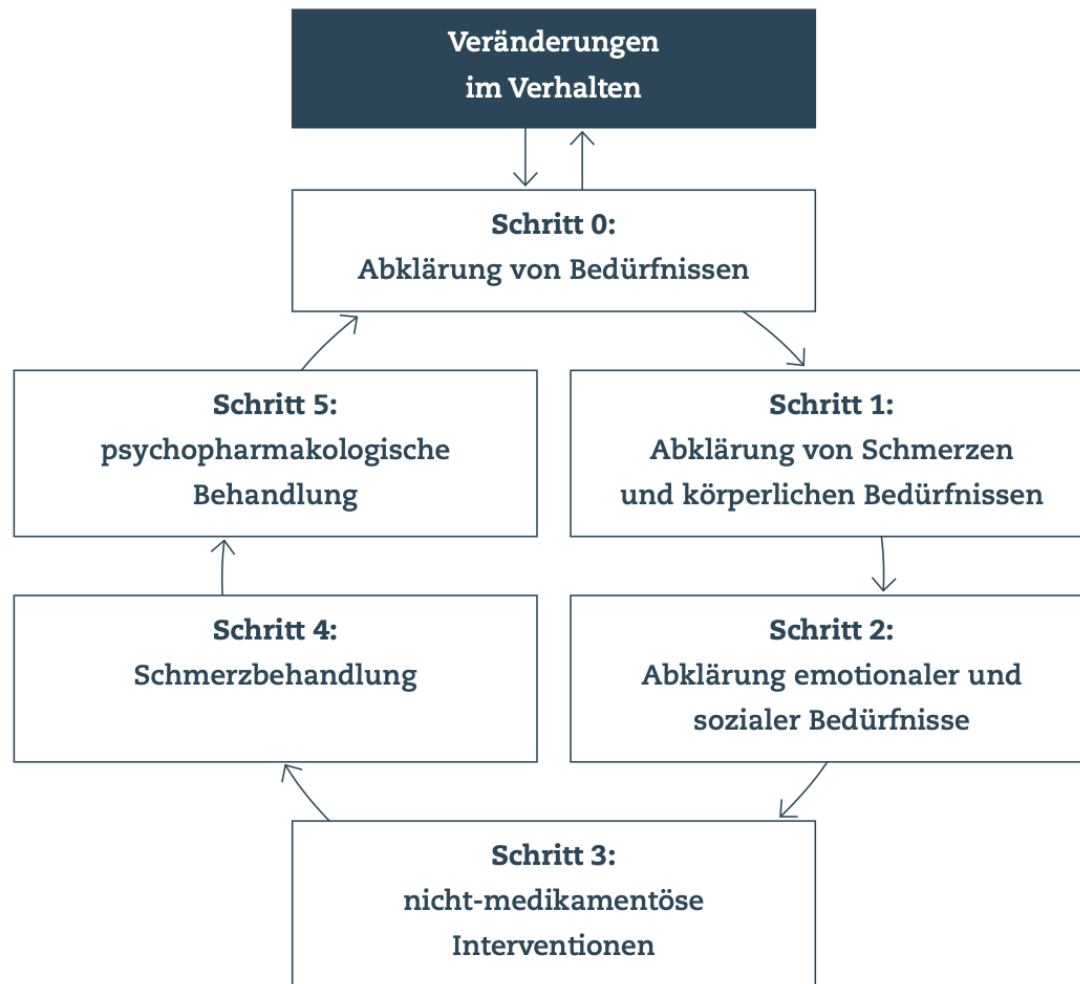 Veränderungen
im Verhalten
Schritt 0:
Abklärung von Bedürfnissen
Schritt 5:
psychopharmakologische
Behandlung
Schritt 1:
Abklärung von Schmerzen
und körperlichen Bedürfnissen
Schritt 4:
Schmerzbehandlung
Schritt 2:
Abklärung emotionaler und
sozialer Bedürfnisse
Schritt 3:
nicht-medikamentöse
Interventionen